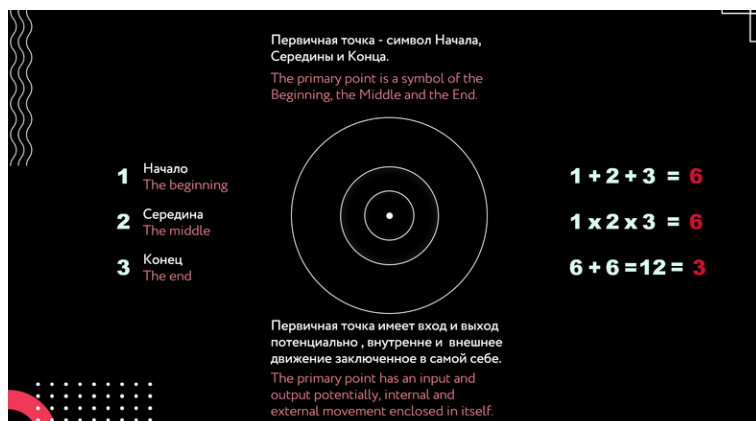 Первичная точка - символ Начала,
Середины и Конца.
The primary point is a symbol of the
Beginning, the Middle and the End.
1 Начало
The beginning
2 Середина
The middle
3 Конец
The end
1 + 2 + 3 = 6
1 x 2 x 3 = 6
6 + 6 =12 = 3
Первичная точка имеет вход и выход
потенциально , внутренне и внешнее
движение заключенное в самой себе.
The primary point has an input and
output potentially, internal and
external movement enclosed in itself.